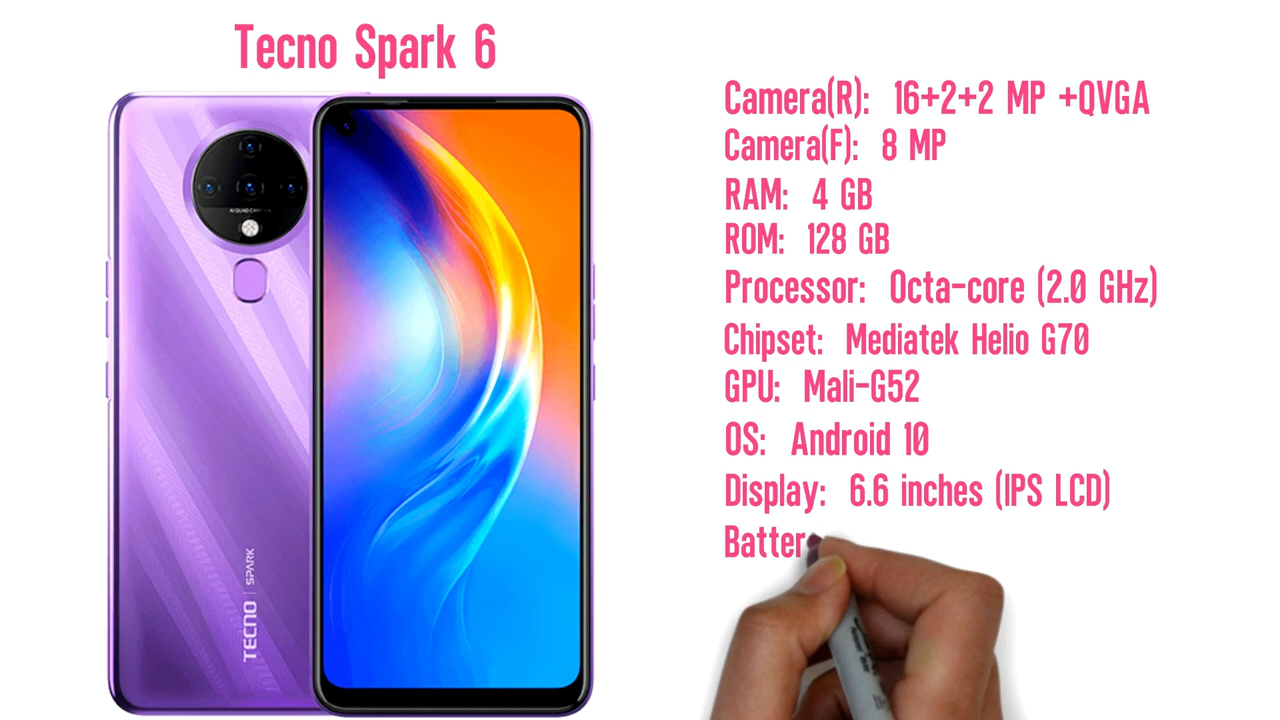 Tecno Spark 6
Camera(R): 16+2+2 MP +QVGA
Camera(F): 8 MP
RAM: 4 GB
ROM: 128 GB
Processor: Octa-core (2.0 GHz)
Chipset: Mediatek Helio G70
GPU: Mali-G52
OS: Android 10
Display: 6.6 inches (IPS LCD)
Batter
TECNO | SPARK